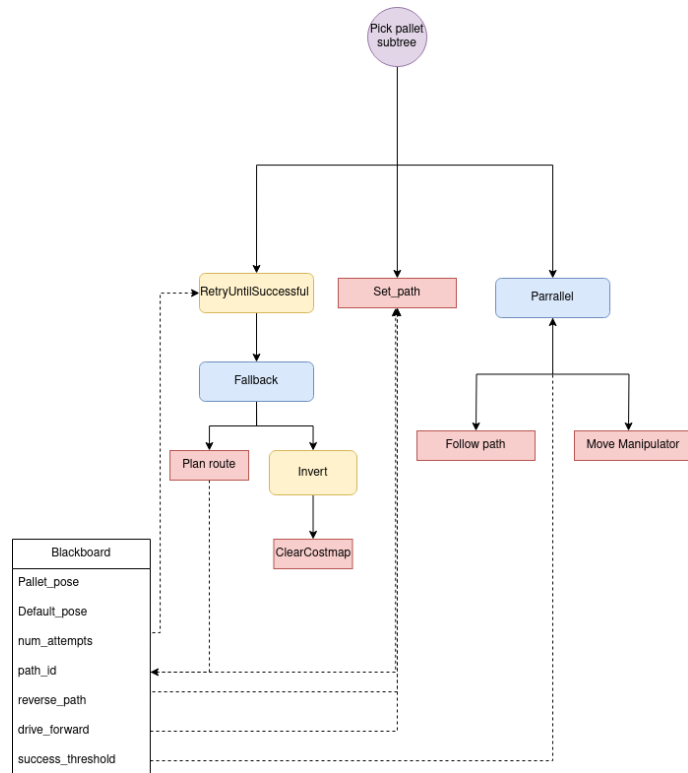 Pick pallet
subtree
RetryUntilSuccessful
Set_path
Parrallel
Fallback
Plan route
Invert
Follow path
Move Manipulator
ClearCostmap
Blackboard
Pallet_pose
Default_pose
num_attempts
path_id
reverse_path
drive_forward
success_threshold